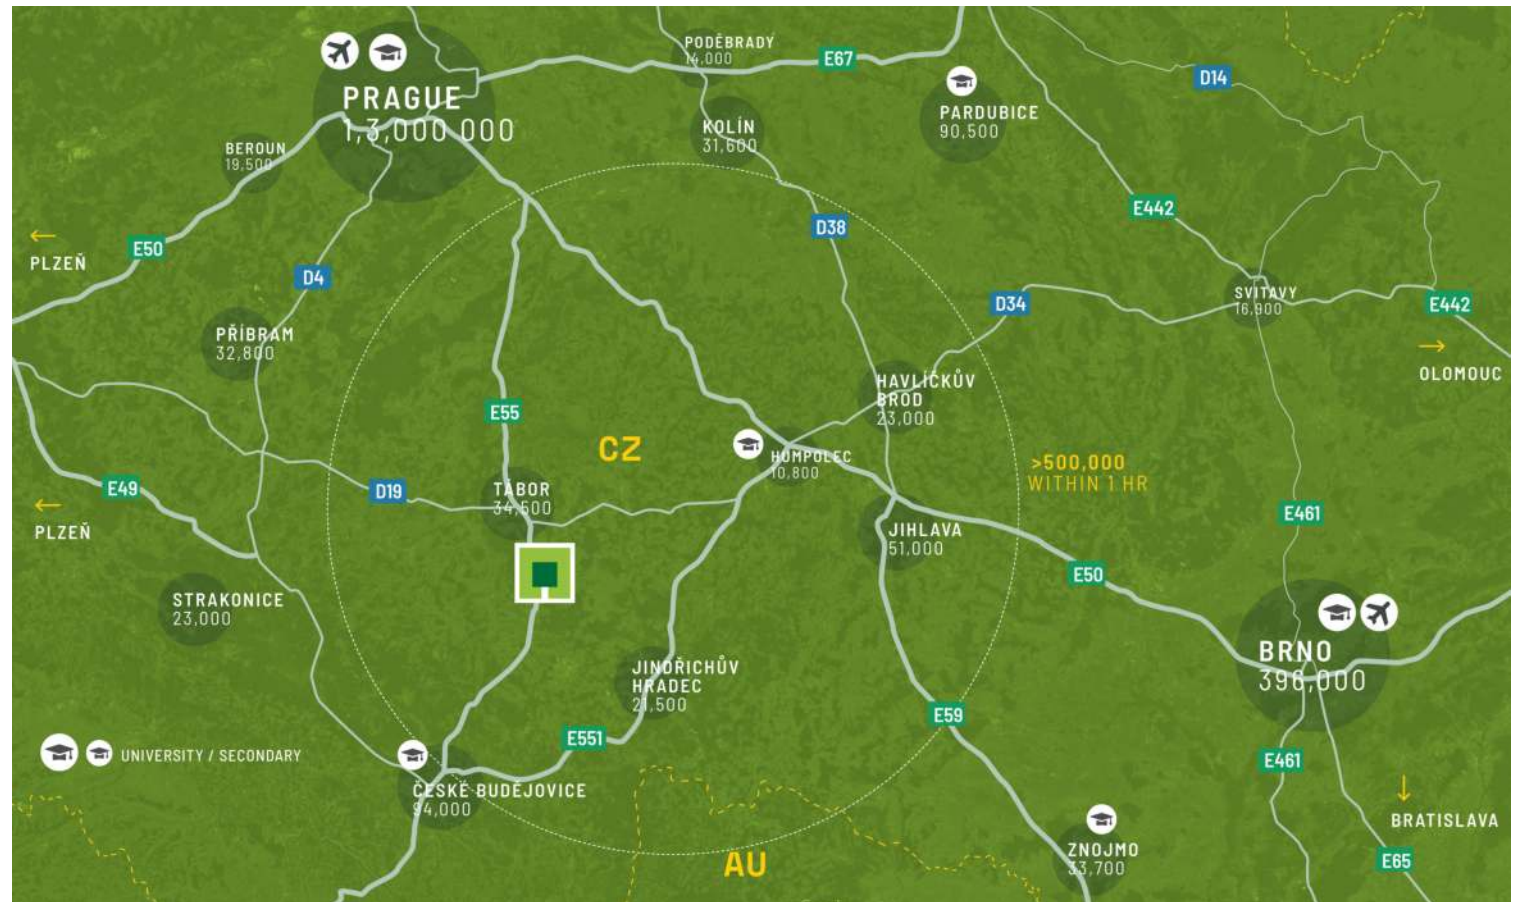 PODĚBRADY
14,000
E67
D14
PRAGUE
1,3,000 000
KOLÍN
31,600
PARDUBICE
90,500
BEROUN
19,500
E442
D38
E50
PLZEŇ
D4
SVITAVY
16,900
D34
E442
PŘÍBRAM
32,800
OLOMOUC
HAVLÍČKŮV
BROD
23,000
E55
CZ
HUMPOLEC
10,800
>500,000
WITHIN 1 HR
E49
D19
TÁBOR
34,500
PLZEŇ
E461
JIHLAVA
51,000
E50
STRAKONICE
23,000
BRNO
396,000
JINDŘICHŮV
HRADEC
21,500
E59
E551
UNIVERSITY / SECONDARY
E461
ČESKÉ BUDĚJOVICE
94,000
BRATISLAVA
AU
ZNOJMO
33,700
E65